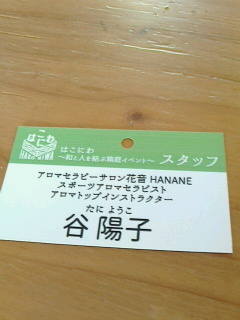 はこにわ
はこにわ
〜和と人を結ぶ箱庭イベント〜 スタッフ
アロマセラピーサロン花音 HANANE
スポーツアロマセラピスト
アロマトップインストラクター
たに ようこ
谷 陽子